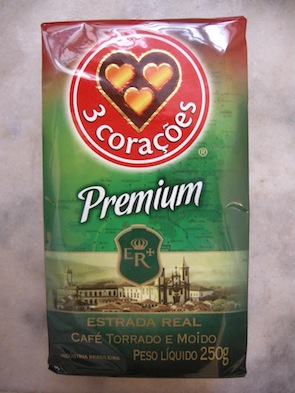 3 corações
®
Premium
ER
ESTRADA REAL
CAFÉ TORRADO E MOÍDO
INDÚSTRIA BRASILEIRA
PESO LÍQUIDO 250g